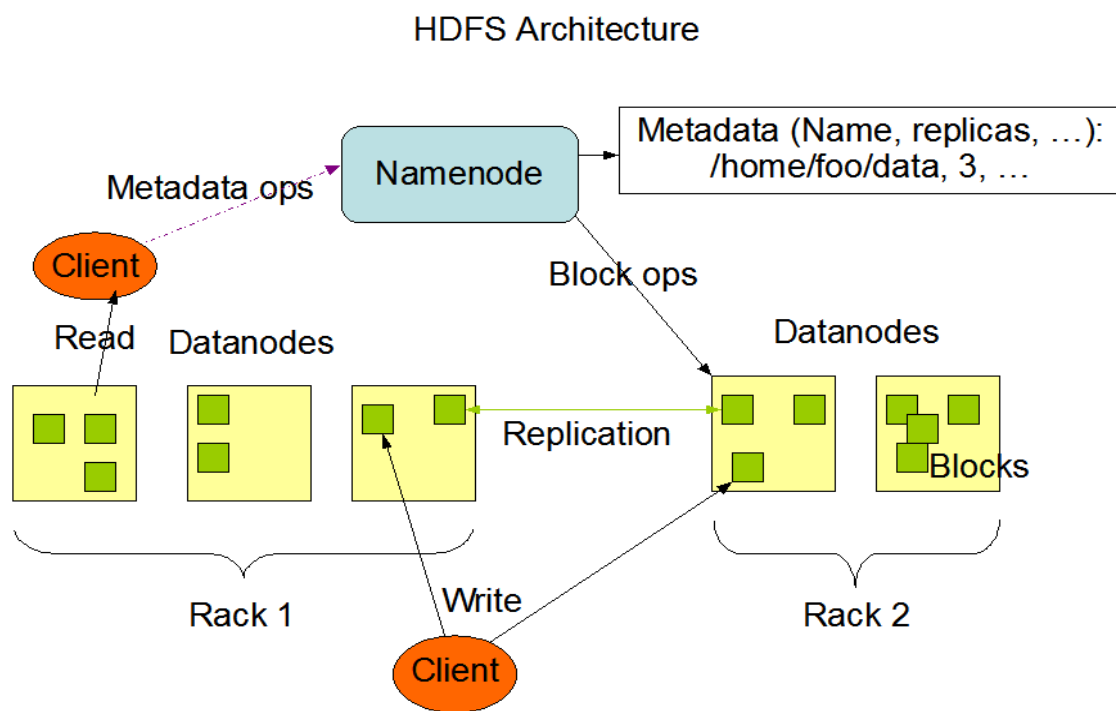 HDFS Architecture
Metadata (Name, replicas, …):
/home/foo/data, 3, …
Namenode
Metadata ops
Client
Block ops
Read
Datanodes
Datanodes
Replication
Blocks
Rack 1
Write
Rack 2
Client